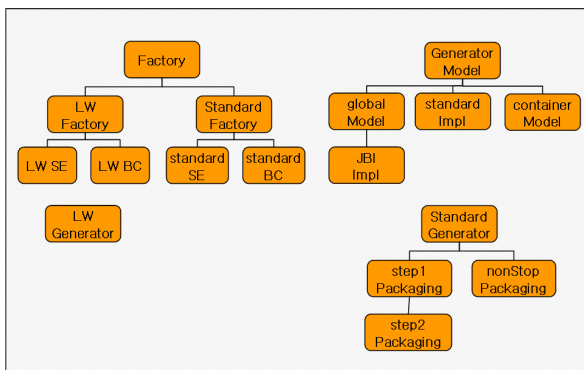 Factory
LW
Factory
Standard
Factory
LW SE
LW BC
standard
SE
standard
BC
LW
Generator
Generator
Model
global
Model
standard
Impl
container
Model
JBI
Impl
Standard
Generator
step1
Packaging
nonStop
Packaging
step2
Packaging